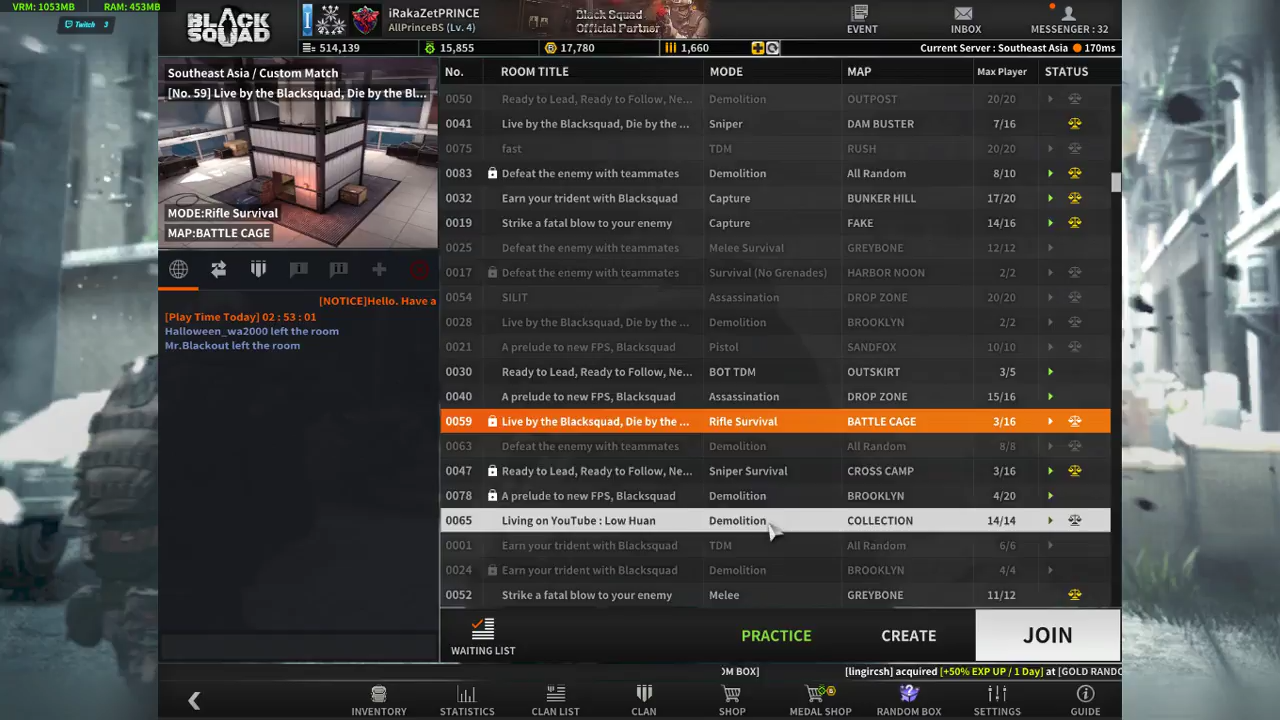 VRM: 1053MB RAM: 453MB
Twitch 3
BLACK SQUAD
iRakaZetPRINCE
AllPrinceBS (Lv. 4)
Black Squad
Official Partner
EVENT
INBOX
MESSENGER : 32
514,139
15,855
17,780
1,660
Current Server : Southeast Asia 170ms
Southeast Asia / Custom Match
[No. 59] Live by the Blacksquad, Die by the Bl...
MODE:Rifle Survival
MAP:BATTLE CAGE
[NOTICE]Hello. Have a
[Play Time Today] 02 : 53 : 01
Halloween_wa2000 left the room
Mr.Blackout left the room
No. ROOM TITLE MODE MAP Max Player STATUS
0050 Ready to Lead, Ready to Follow, Ne... Demolition OUTPOST 20/20
0041 Live by the Blacksquad, Die by the ... Sniper DAM BUSTER 7/16
0075 fast TDM RUSH 20/20
0083 Defeat the enemy with teammates Demolition All Random 8/10
0032 Earn your trident with Blacksquad Capture BUNKER HILL 17/20
0019 Strike a fatal blow to your enemy Capture FAKE 14/16
0025 Defeat the enemy with teammates Melee Survival GREYBONE 12/12
0017 Defeat the enemy with teammates Survival (No Grenades) HARBOR NOON 2/2
0054 SILIT Assassination DROP ZONE 20/20
0028 Live by the Blacksquad, Die by the ... Demolition BROOKLYN 2/2
0021 A prelude to new FPS, Blacksquad Pistol SANDFOX 10/10
0030 Ready to Lead, Ready to Follow, Ne... BOT TDM OUTSKIRT 3/5
0040 A prelude to new FPS, Blacksquad Assassination DROP ZONE 15/16
0059 Live by the Blacksquad, Die by the ... Rifle Survival BATTLE CAGE 3/16
0063 Defeat the enemy with teammates Demolition All Random 8/8
0047 Ready to Lead, Ready to Follow, Ne... Sniper Survival CROSS CAMP 3/16
0078 A prelude to new FPS, Blacksquad Demolition BROOKLYN 4/20
0065 Living on YouTube : Low Huan Demolition COLLECTION 14/14
0001 Earn your trident with Blacksquad TDM All Random 6/6
0024 Earn your trident with Blacksquad Demolition BROOKLYN 4/4
0052 Strike a fatal blow to your enemy Melee GREYBONE 11/12
WAITING LIST
PRACTICE
CREATE
JOIN
OM BOX] [lingircsh] acquired [+50% EXP UP / 1 Day] at [GOLD RANDO
INVENTORY
STATISTICS
CLAN LIST
CLAN
SHOP
MEDAL SHOP
RANDOM BOX
SETTINGS
GUIDE